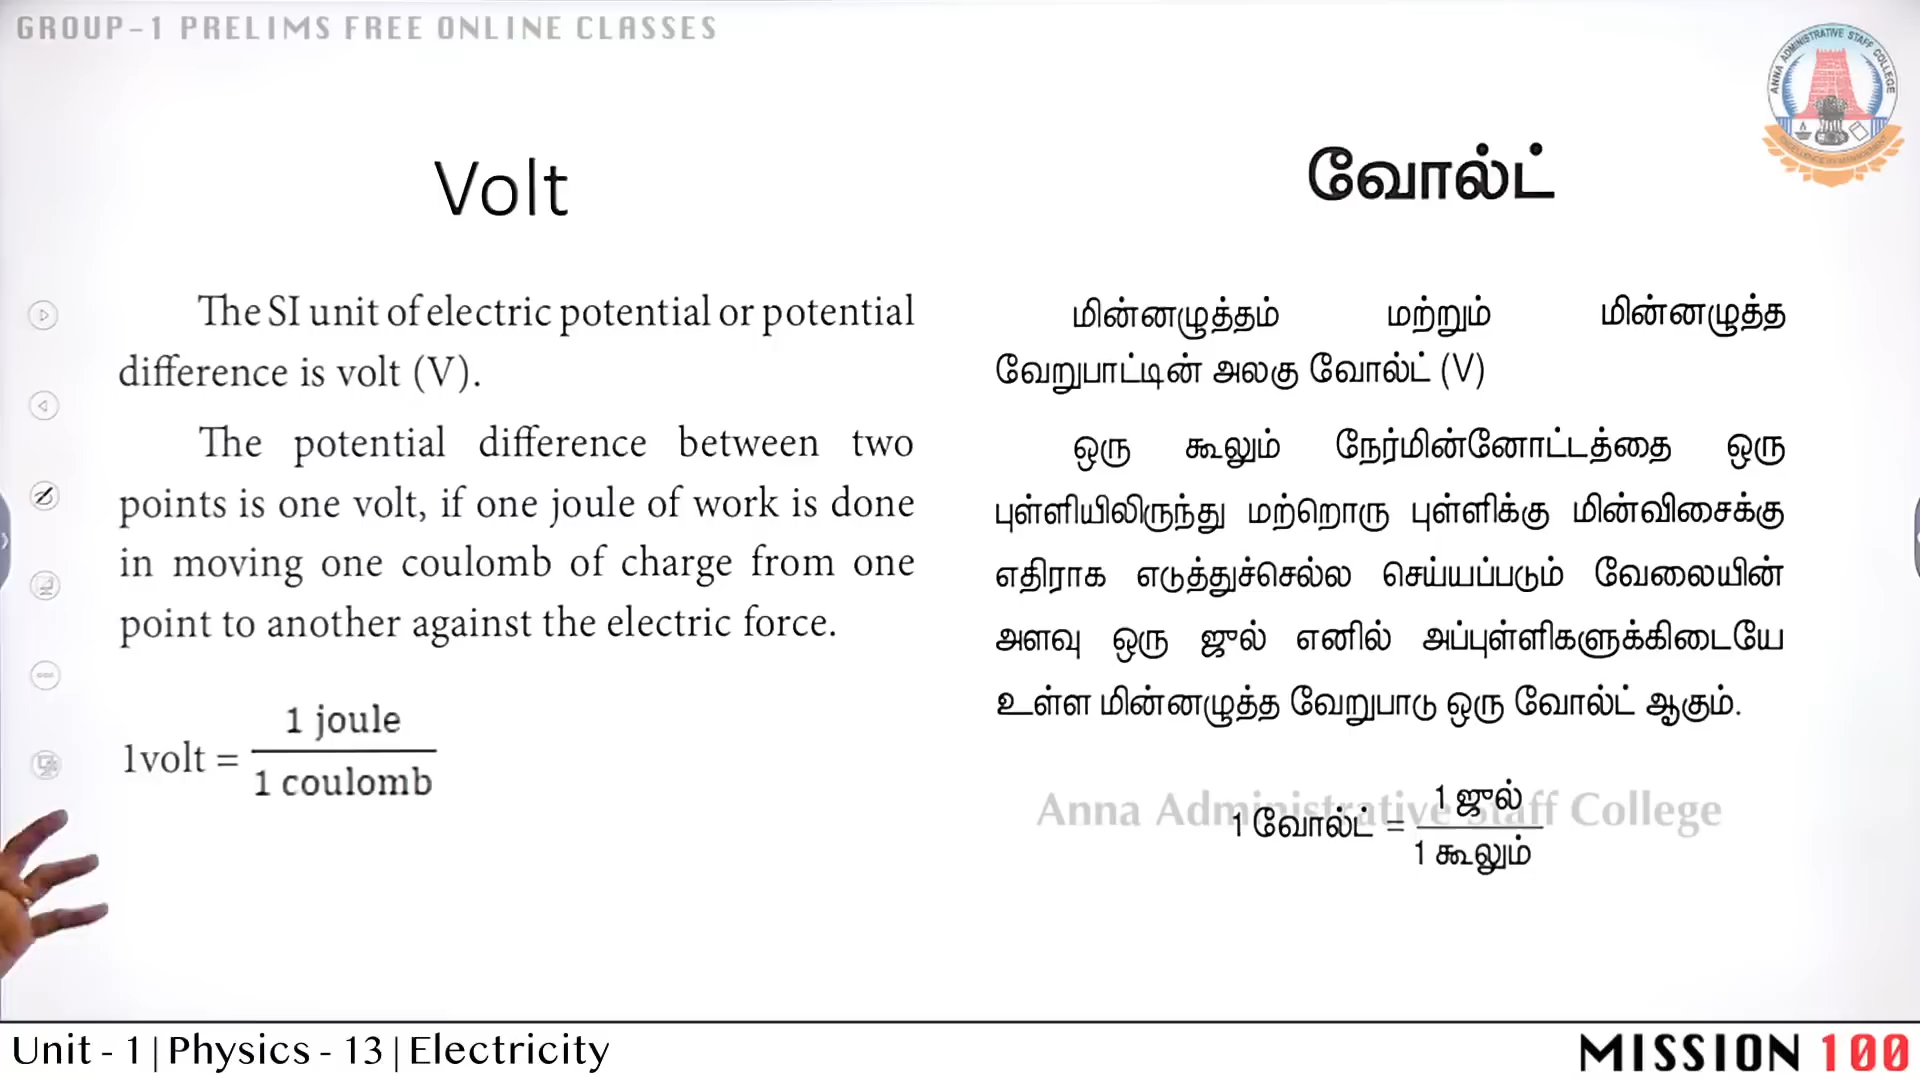 GROUP-1 PRELIMS FREE ONLINE CLASSES
ANNA ADMINISTRATIVE STAFF COLLEGE
Volt
The SI unit of electric potential or potential
difference is volt (V).
The potential difference between two
points is one volt, if one joule of work is done
in moving one coulomb of charge from one
point to another against the electric force.
1volt = 1 joule
1 coulomb
வோல்ட்
மின்னழுத்தம் மற்றும் மின்னழுத்த
வேறுபாட்டின் அலகு வோல்ட் (V)
ஒரு கூலும் நேர்மின்னோட்டத்தை ஒரு
புள்ளியிலிருந்து மற்றொரு புள்ளிக்கு மின்விசைக்கு
எதிராக எடுத்துச்செல்ல செய்யப்படும் வேலையின்
அளவு ஒரு ஜுல் எனில் அப்புள்ளிகளுக்கிடையே
உள்ள மின்னழுத்த வேறுபாடு ஒரு வோல்ட் ஆகும்.
Anna Administrative Staff College
1 வோல்ட் = 1 ஜுல்
1 கூலும்
Unit - 1 | Physics - 13 | Electricity
MISSION 100